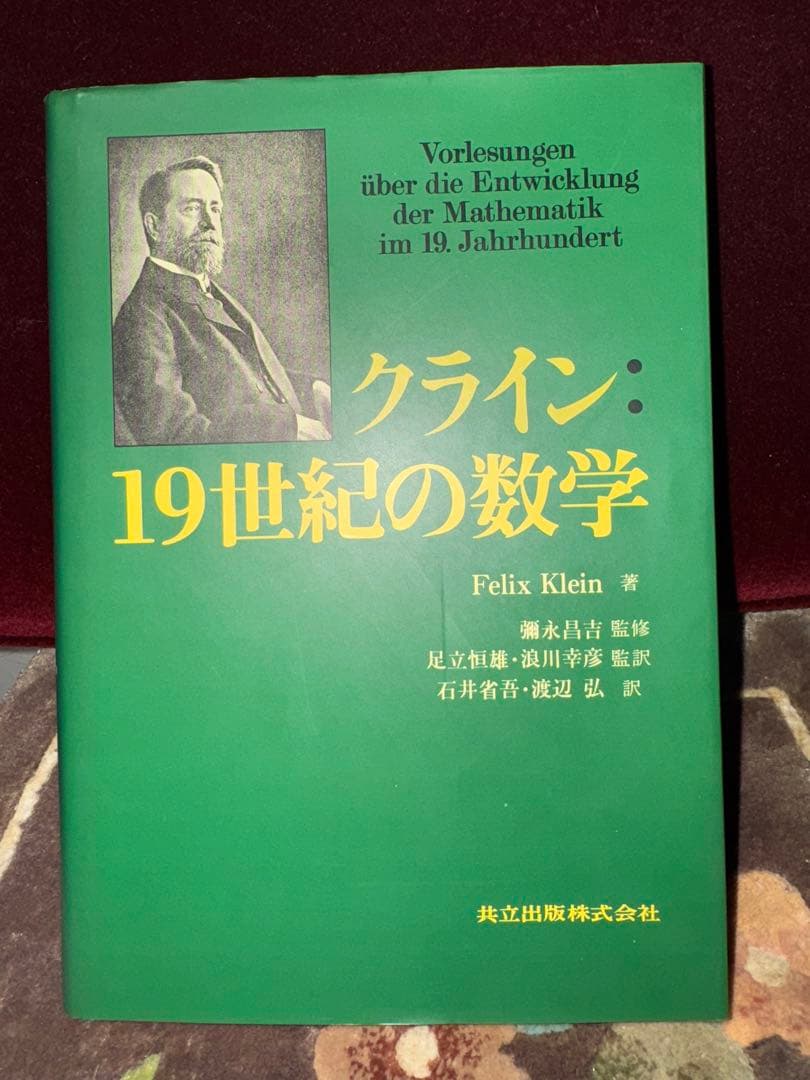 Vorlesungen
über die Entwicklung
der Mathematik
im 19. Jahrhundert
クライン:
19世紀の数学
Felix Klein 著
彌永昌吉 監修
足立恒雄・浪川幸彦 監訳
石井省吾・渡辺 弘 訳
共立出版株式会社